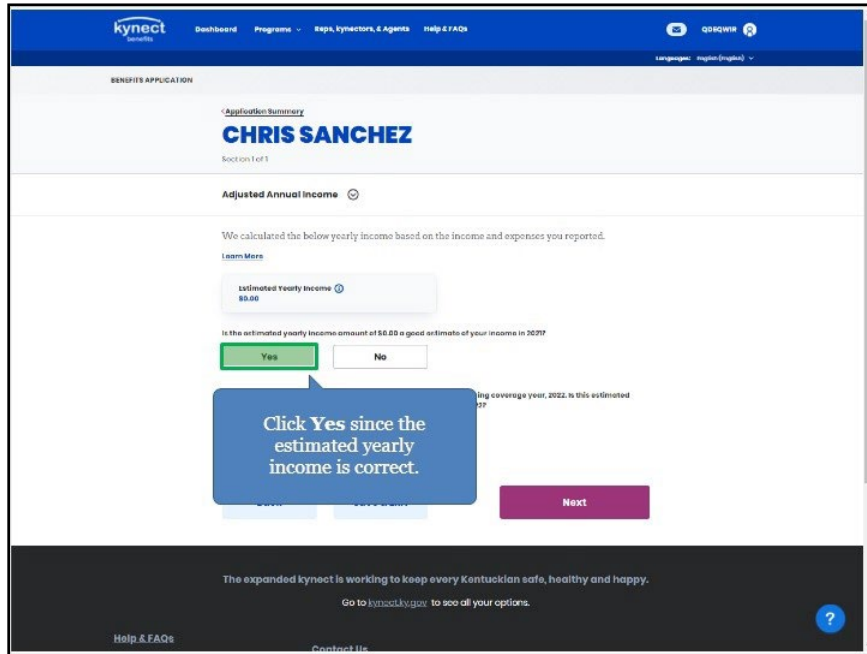 kynect
benefits
Dashboard Programs Reps, kynectors, & Agents Help & FAQs QDEQWIR
Languages: English (English)
BENEFITS APPLICATION
<Application Summary
CHRIS SANCHEZ
Section 1 of 1
Adjusted Annual Income
We calculated the below yearly income based on the income and expenses you reported.
Learn More
Estimated Yearly Income
$0.00
Is the estimated yearly income amount of $0.00 a good estimate of your income in 2021?
Yes No
ing coverage year, 2022. Is this estimated
Click Yes since the
estimated yearly
income is correct.
Next
The expanded kynect is working to keep every Kentuckian safe, healthy and happy.
Go to kynect.ky.gov to see all your options.
?
Help & FAQs
Contact Us